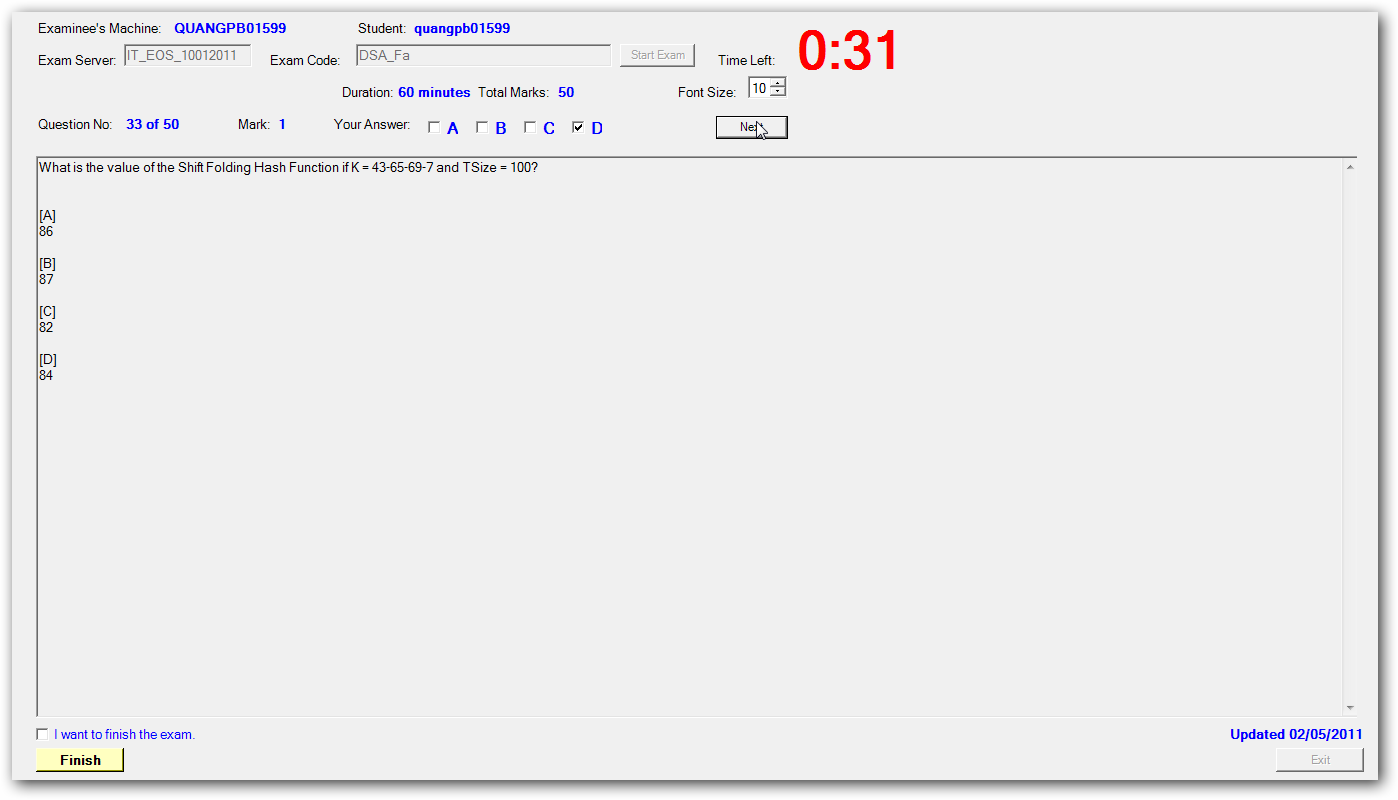 Examinee's Machine: QUANGPB01599 Student: quangpb01599
Exam Server: IT_EOS_10012011 Exam Code: DSA_Fa Start Exam Time Left: 0:31
Duration: 60 minutes Total Marks: 50 Font Size: 10
Question No: 33 of 50 Mark: 1 Your Answer: A B C D Next
What is the value of the Shift Folding Hash Function if K = 43-65-69-7 and TSize = 100?
[A]
86
[B]
87
[C]
82
[D]
84
I want to finish the exam. Updated 02/05/2011
Finish Exit